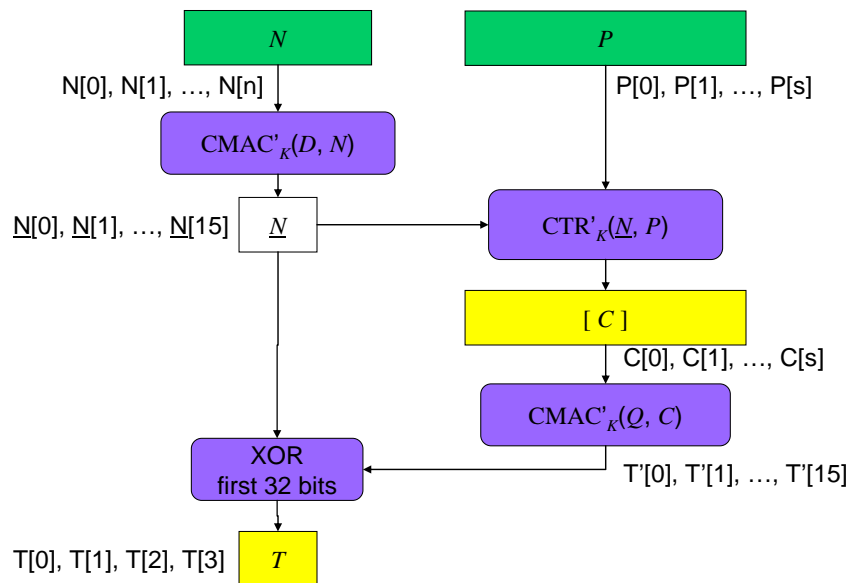 N
P
N[0], N[1], …, N[n]
P[0], P[1], …, P[s]
CMAC’K(D, N)
N[0], N[1], …, N[15]
N
CTR’K(N, P)
[ C ]
C[0], C[1], …, C[s]
CMAC’K(Q, C)
XOR
first 32 bits
T’[0], T’[1], …, T’[15]
T[0], T[1], T[2], T[3]
T